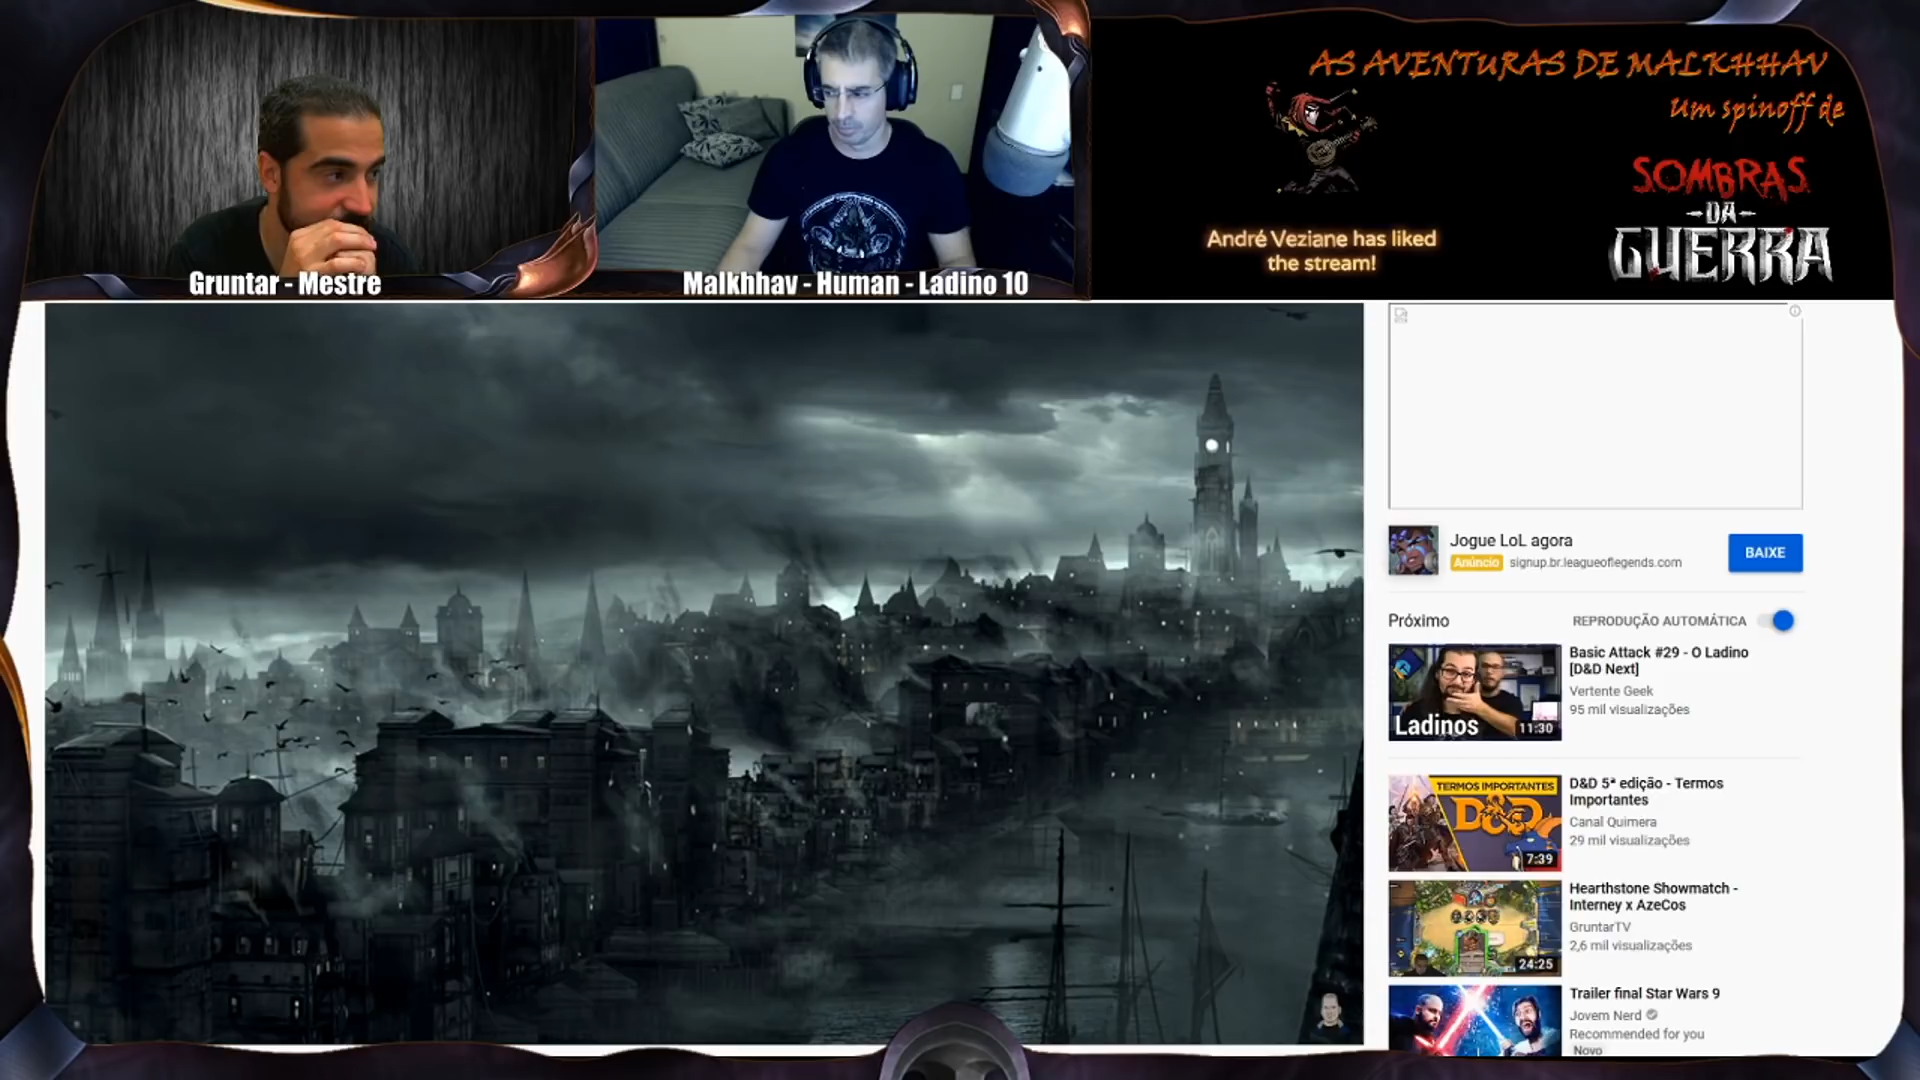 AS AVENTURAS DE MALKHHAV
Um spinoff de
SOMBRAS
-DA-
GUERRA
André Veziane has liked
the stream!
Gruntar - Mestre
Malkhhav - Human - Ladino 10
Jogue LoL agora
Anúncio signup.br.leagueoflegends.com
BAIXE
Próximo
REPRODUÇÃO AUTOMÁTICA
Ladinos
11:30
Basic Attack #29 - O Ladino
[D&D Next]
Vertente Geek
95 mil visualizações
TERMOS IMPORTANTES
D&D
7:39
D&D 5ª edição - Termos
Importantes
Canal Quimera
29 mil visualizações
24:25
Hearthstone Showmatch -
Interney x AzeCos
GruntarTV
2,6 mil visualizações
Trailer final Star Wars 9
Jovem Nerd
Recommended for you
Novo